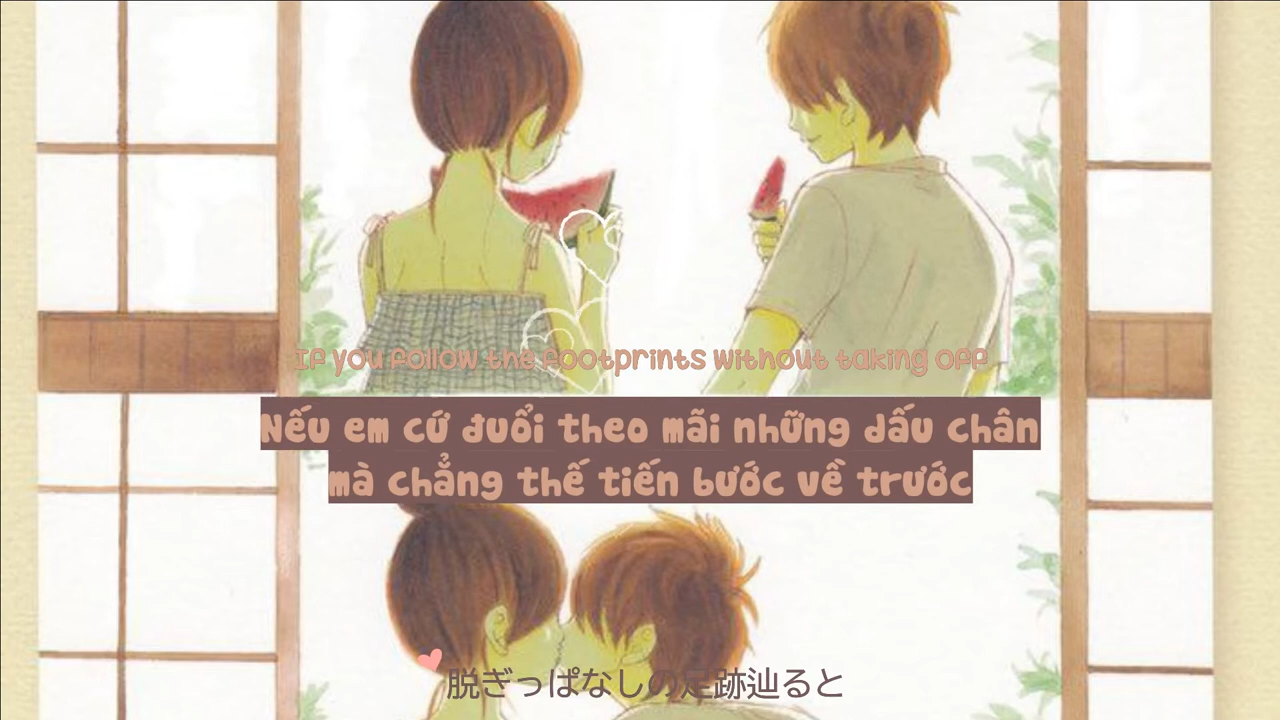 If you follow the footprints without taking off
Nếu em cứ đuổi theo mãi những dấu chân
mà chẳng thế tiến bước về trước
脱ぎっぱなしの足跡辿ると